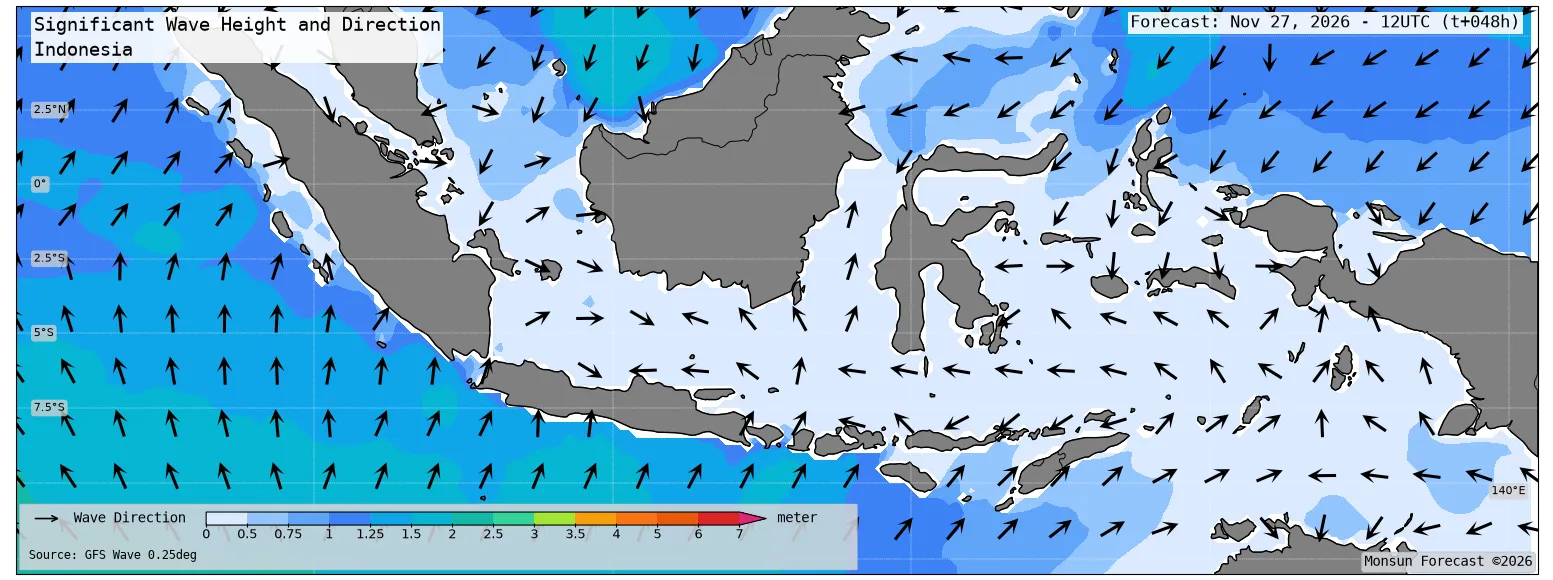 Significant Wave Height and Direction
Indonesia
Forecast: Nov 27, 2026 - 12UTC (t+048h)
2.5°N
0°
2.5°S
5°S
7.5°S
140°E
Wave Direction
0 0.5 0.75 1 1.25 1.5 2 2.5 3 3.5 4 5 6 7
meter
Source: GFS Wave 0.25deg
Monsun Forecast ©2026